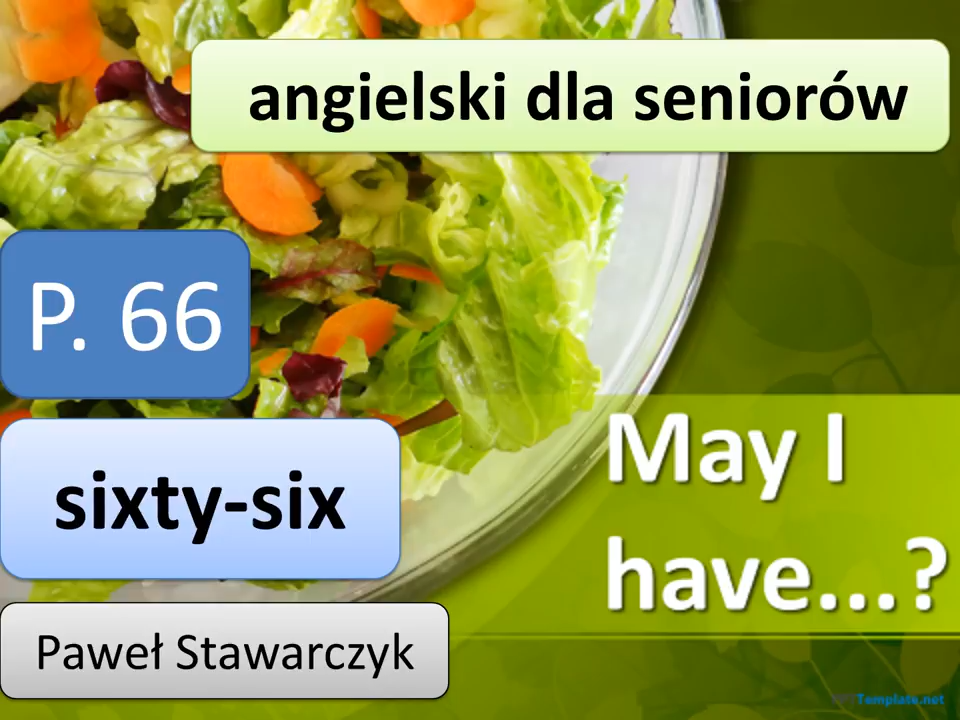 angielski dla seniorów
P. 66
sixty-six
May I
have...?
Paweł Stawarczyk
PPTTemplate.net